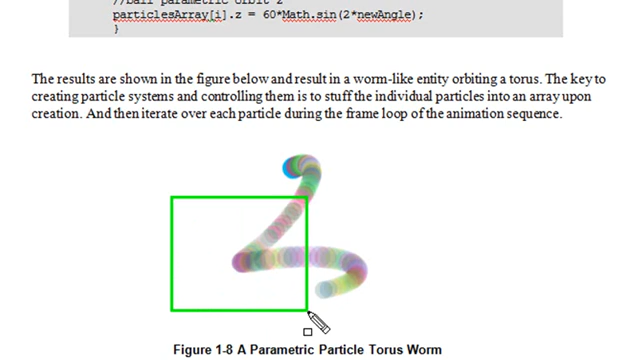 //ball parametric orbit 2
particlesArray[i].z = 60*Math.sin(2*newAngle);
}
The results are shown in the figure below and result in a worm-like entity orbiting a torus. The key to
creating particle systems and controlling them is to stuff the individual particles into an array upon
creation. And then iterate over each particle during the frame loop of the animation sequence.
Figure 1-8 A Parametric Particle Torus Worm